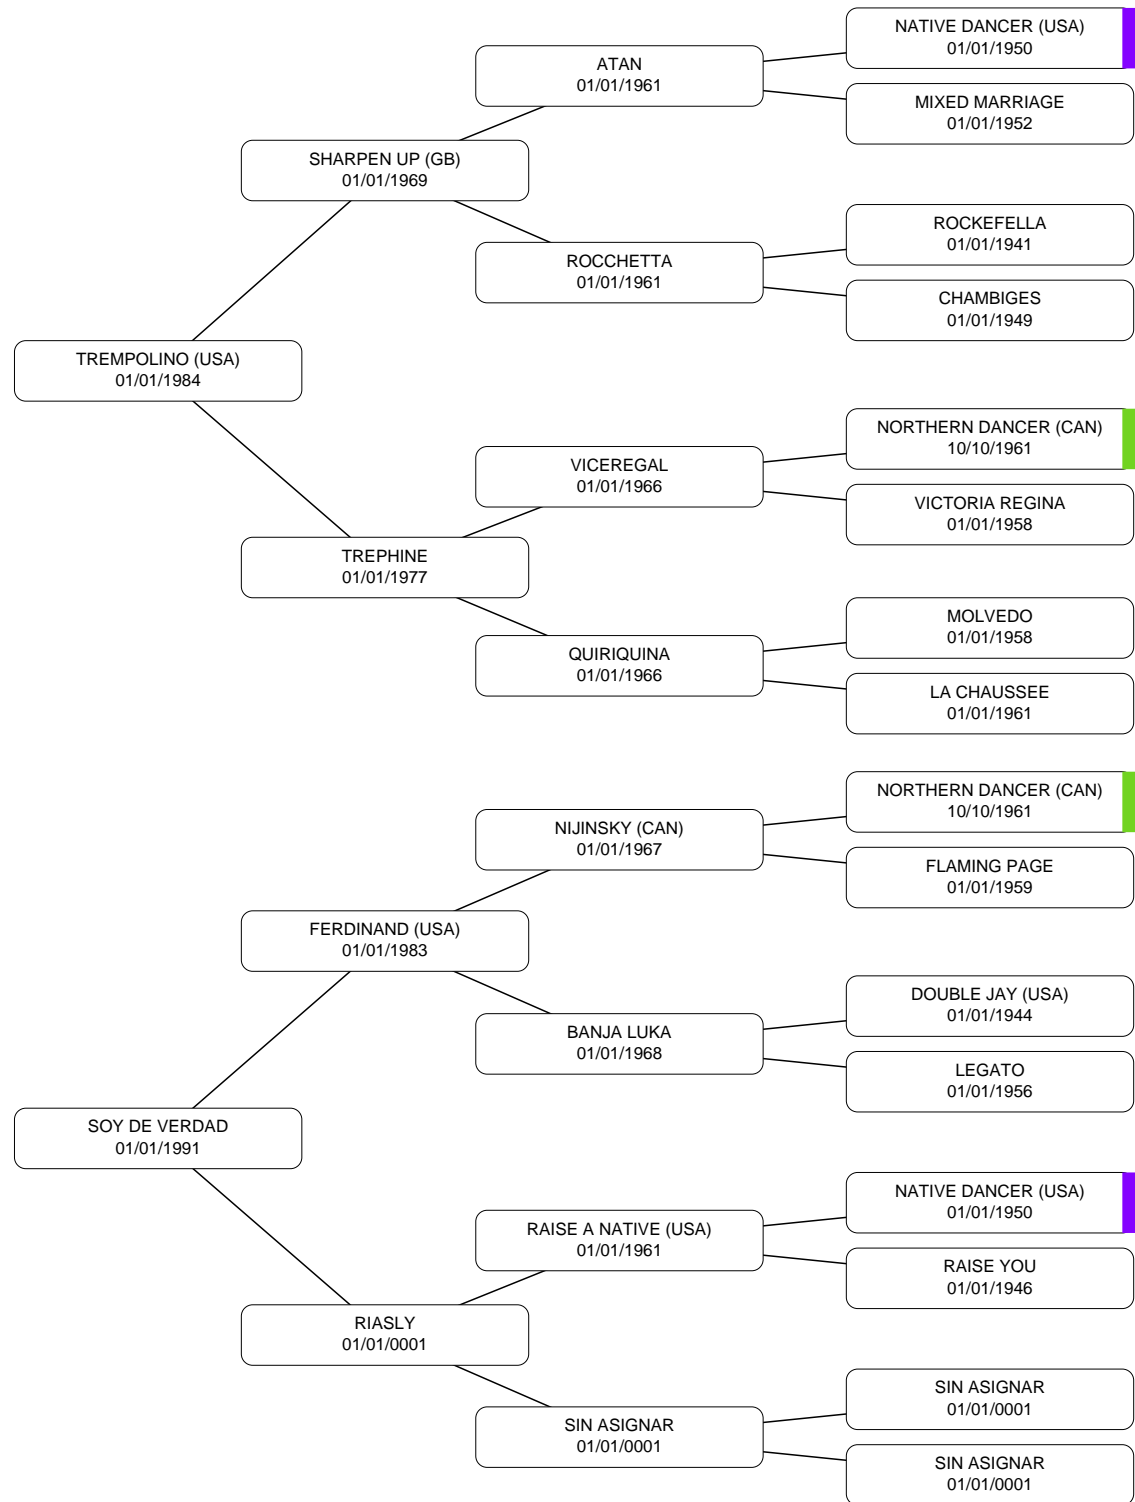 NATIVE DANCER (USA)
01/01/1950
ATAN
01/01/1961
MIXED MARRIAGE
01/01/1952
SHARPEN UP (GB)
01/01/1969
ROCKEFELLA
01/01/1941
ROCCHETTA
01/01/1961
CHAMBIGES
01/01/1949
TREMPOLINO (USA)
01/01/1984
NORTHERN DANCER (CAN)
10/10/1961
VICEREGAL
01/01/1966
VICTORIA REGINA
01/01/1958
TREPHINE
01/01/1977
MOLVEDO
01/01/1958
QUIRIQUINA
01/01/1966
LA CHAUSSEE
01/01/1961
NORTHERN DANCER (CAN)
10/10/1961
NIJINSKY (CAN)
01/01/1967
FLAMING PAGE
01/01/1959
FERDINAND (USA)
01/01/1983
DOUBLE JAY (USA)
01/01/1944
BANJA LUKA
01/01/1968
LEGATO
01/01/1956
SOY DE VERDAD
01/01/1991
NATIVE DANCER (USA)
01/01/1950
RAISE A NATIVE (USA)
01/01/1961
RAISE YOU
01/01/1946
RIASLY
01/01/0001
SIN ASIGNAR
01/01/0001
SIN ASIGNAR
01/01/0001
SIN ASIGNAR
01/01/0001